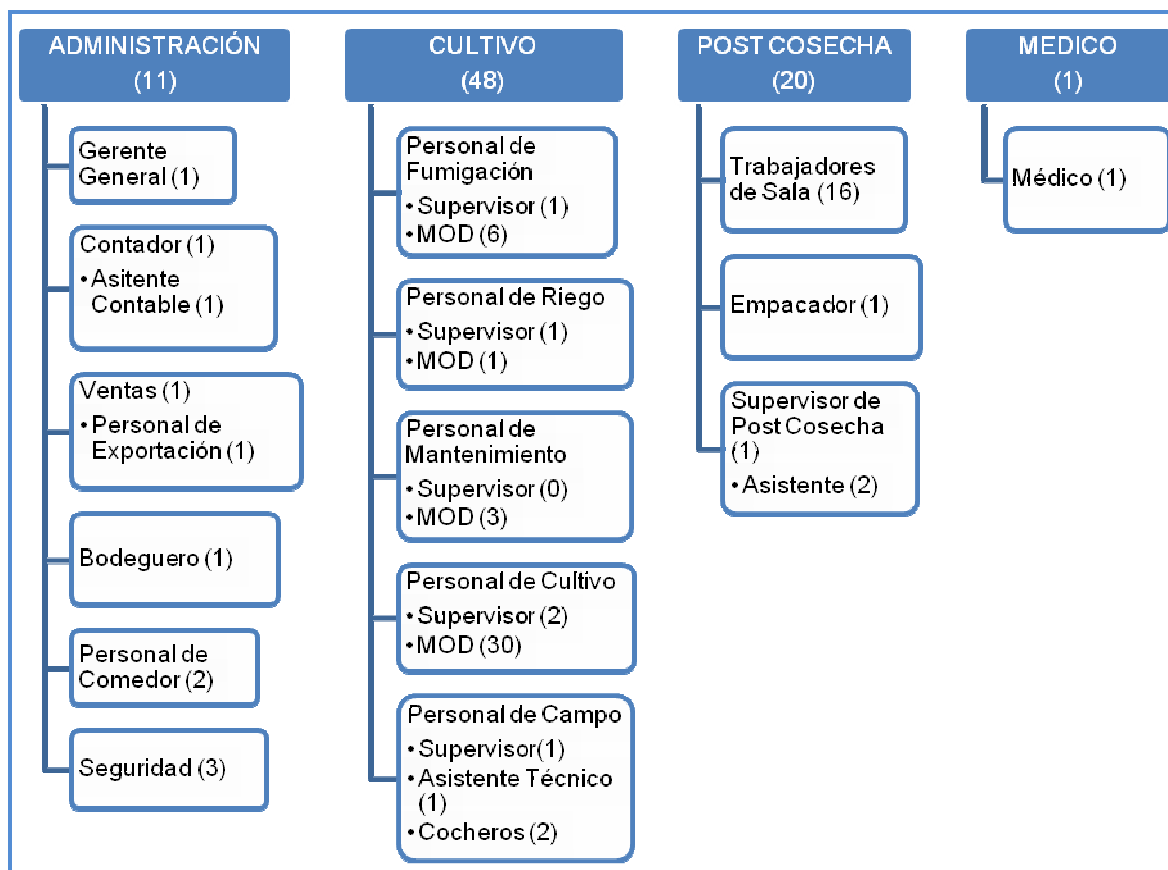 ADMINISTRACIÓN
(11)
Gerente
General (1)
Contador (1)
•Asitente
Contable (1)
Ventas (1)
•Personal de
Exportación (1)
Bodeguero (1)
Personal de
Comedor (2)
Seguridad (3)
CULTIVO
(48)
Personal de
Fumigación
•Supervisor (1)
•MOD (6)
Personal de Riego
•Supervisor (1)
•MOD (1)
Personal de
Mantenimiento
•Supervisor (0)
•MOD (3)
Personal de Cultivo
•Supervisor (2)
•MOD (30)
Personal de Campo
•Supervisor(1)
•Asistente Técnico
(1)
•Cocheros (2)
POST COSECHA
(20)
Trabajadores
de Sala (16)
Empacador (1)
Supervisor de
Post Cosecha
(1)
•Asistente (2)
MEDICO
(1)
Médico (1)